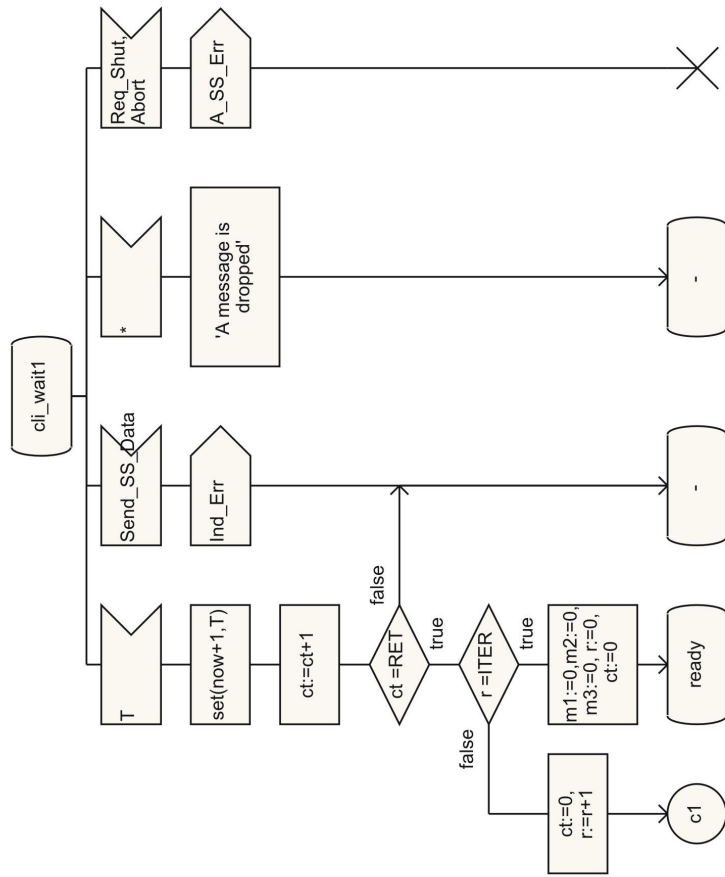 cli_wait1
T
Send_SS_Data
*
Req_Shut,
Abort
set(now+1,T)
Ind_Err
'A message is
dropped'
A_SS_Err
ct:=ct+1
ct =RET
false
true
r =ITER
false
true
ct:=0,
r:=r+1
m1:=0,m2:=0,
m3:=0, r:=0,
ct:=0
c1
ready
-
-